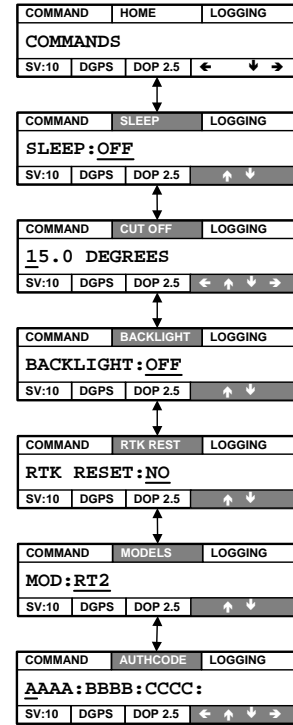 COMMAND HOME LOGGING
COMMANDS
SV:10 DGPS DOP 2.5 ← ↓ →
COMMAND SLEEP LOGGING
SLEEP:OFF
SV:10 DGPS DOP 2.5 ↑ ↓
COMMAND CUT OFF LOGGING
15.0 DEGREES
SV:10 DGPS DOP 2.5 ← ↑ ↓ →
COMMAND BACKLIGHT LOGGING
BACKLIGHT:OFF
SV:10 DGPS DOP 2.5 ↑ ↓
COMMAND RTK REST LOGGING
RTK RESET:NO
SV:10 DGPS DOP 2.5 ↑ ↓
COMMAND MODELS LOGGING
MOD:RT2
SV:10 DGPS DOP 2.5 ↑ ↓
COMMAND AUTHCODE LOGGING
AAAA:BBBB:CCCC:
SV:10 DGPS DOP 2.5 ← ↑ ↓ →